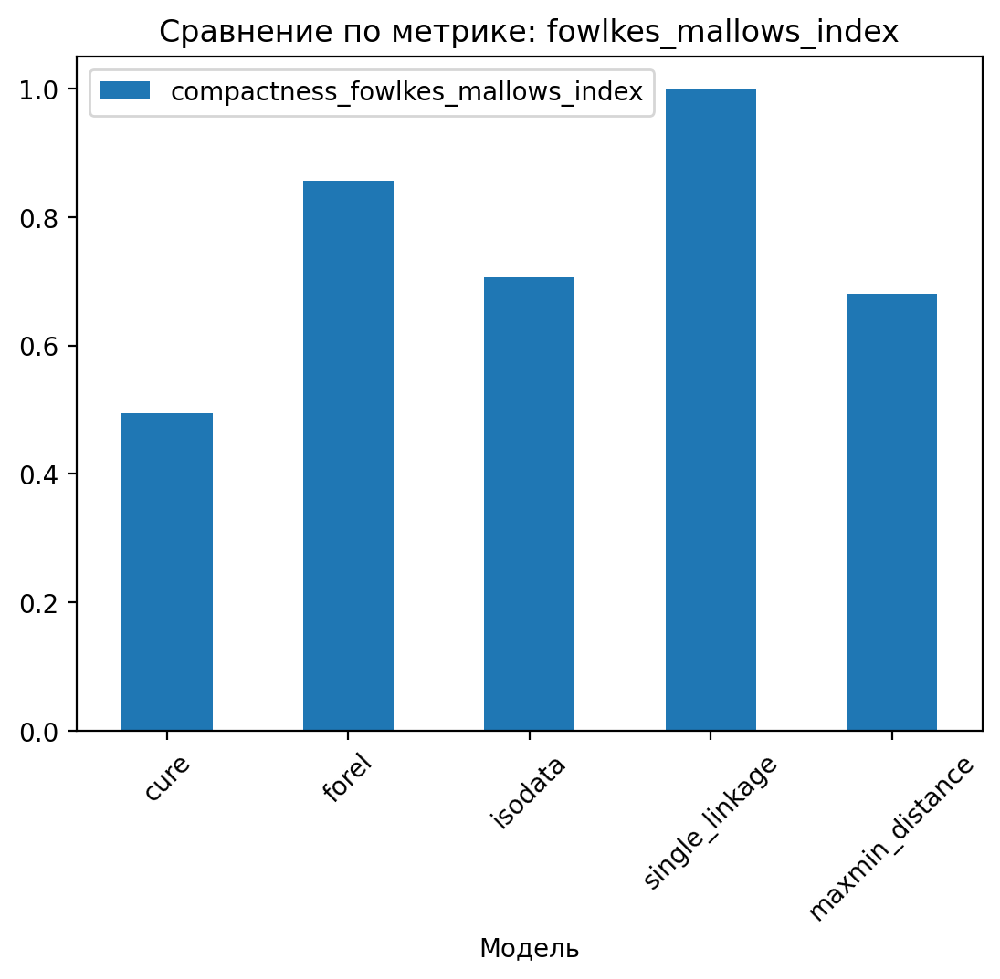 Сравнение по метрике: fowlkes_mallows_index
compactness_fowlkes_mallows_index
1.0
0.8
0.6
0.4
0.2
0.0
cure
forel
isodata
single_linkage
maxmin_distance
Модель